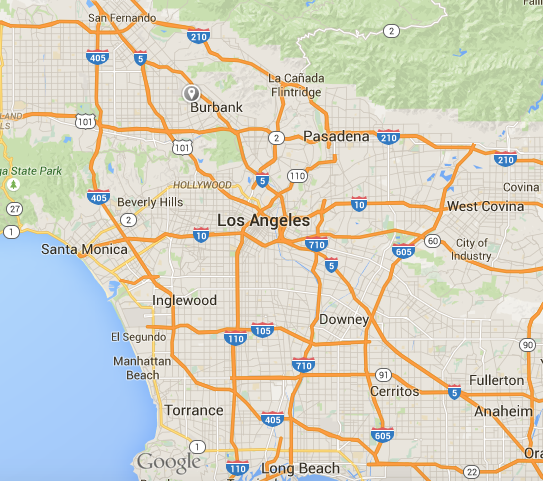 San Fernando
2
210
405
5
La Cañada
Flintridge
Burbank
101
101
2
Pasadena
210
210
110
5
HOLLYWOOD
ga State Park
405
Beverly Hills
Covina
27
2
10
West Covina
1
Los Angeles
10
710
60
605
City of
Industry
Santa Monica
5
Inglewood
Downey
El Segundo
105
110
90
Manhattan
Beach
710
91
Fullerton
Cerritos
5
Torrance
405
Anaheim
605
1
Google
110
Long Beach
22